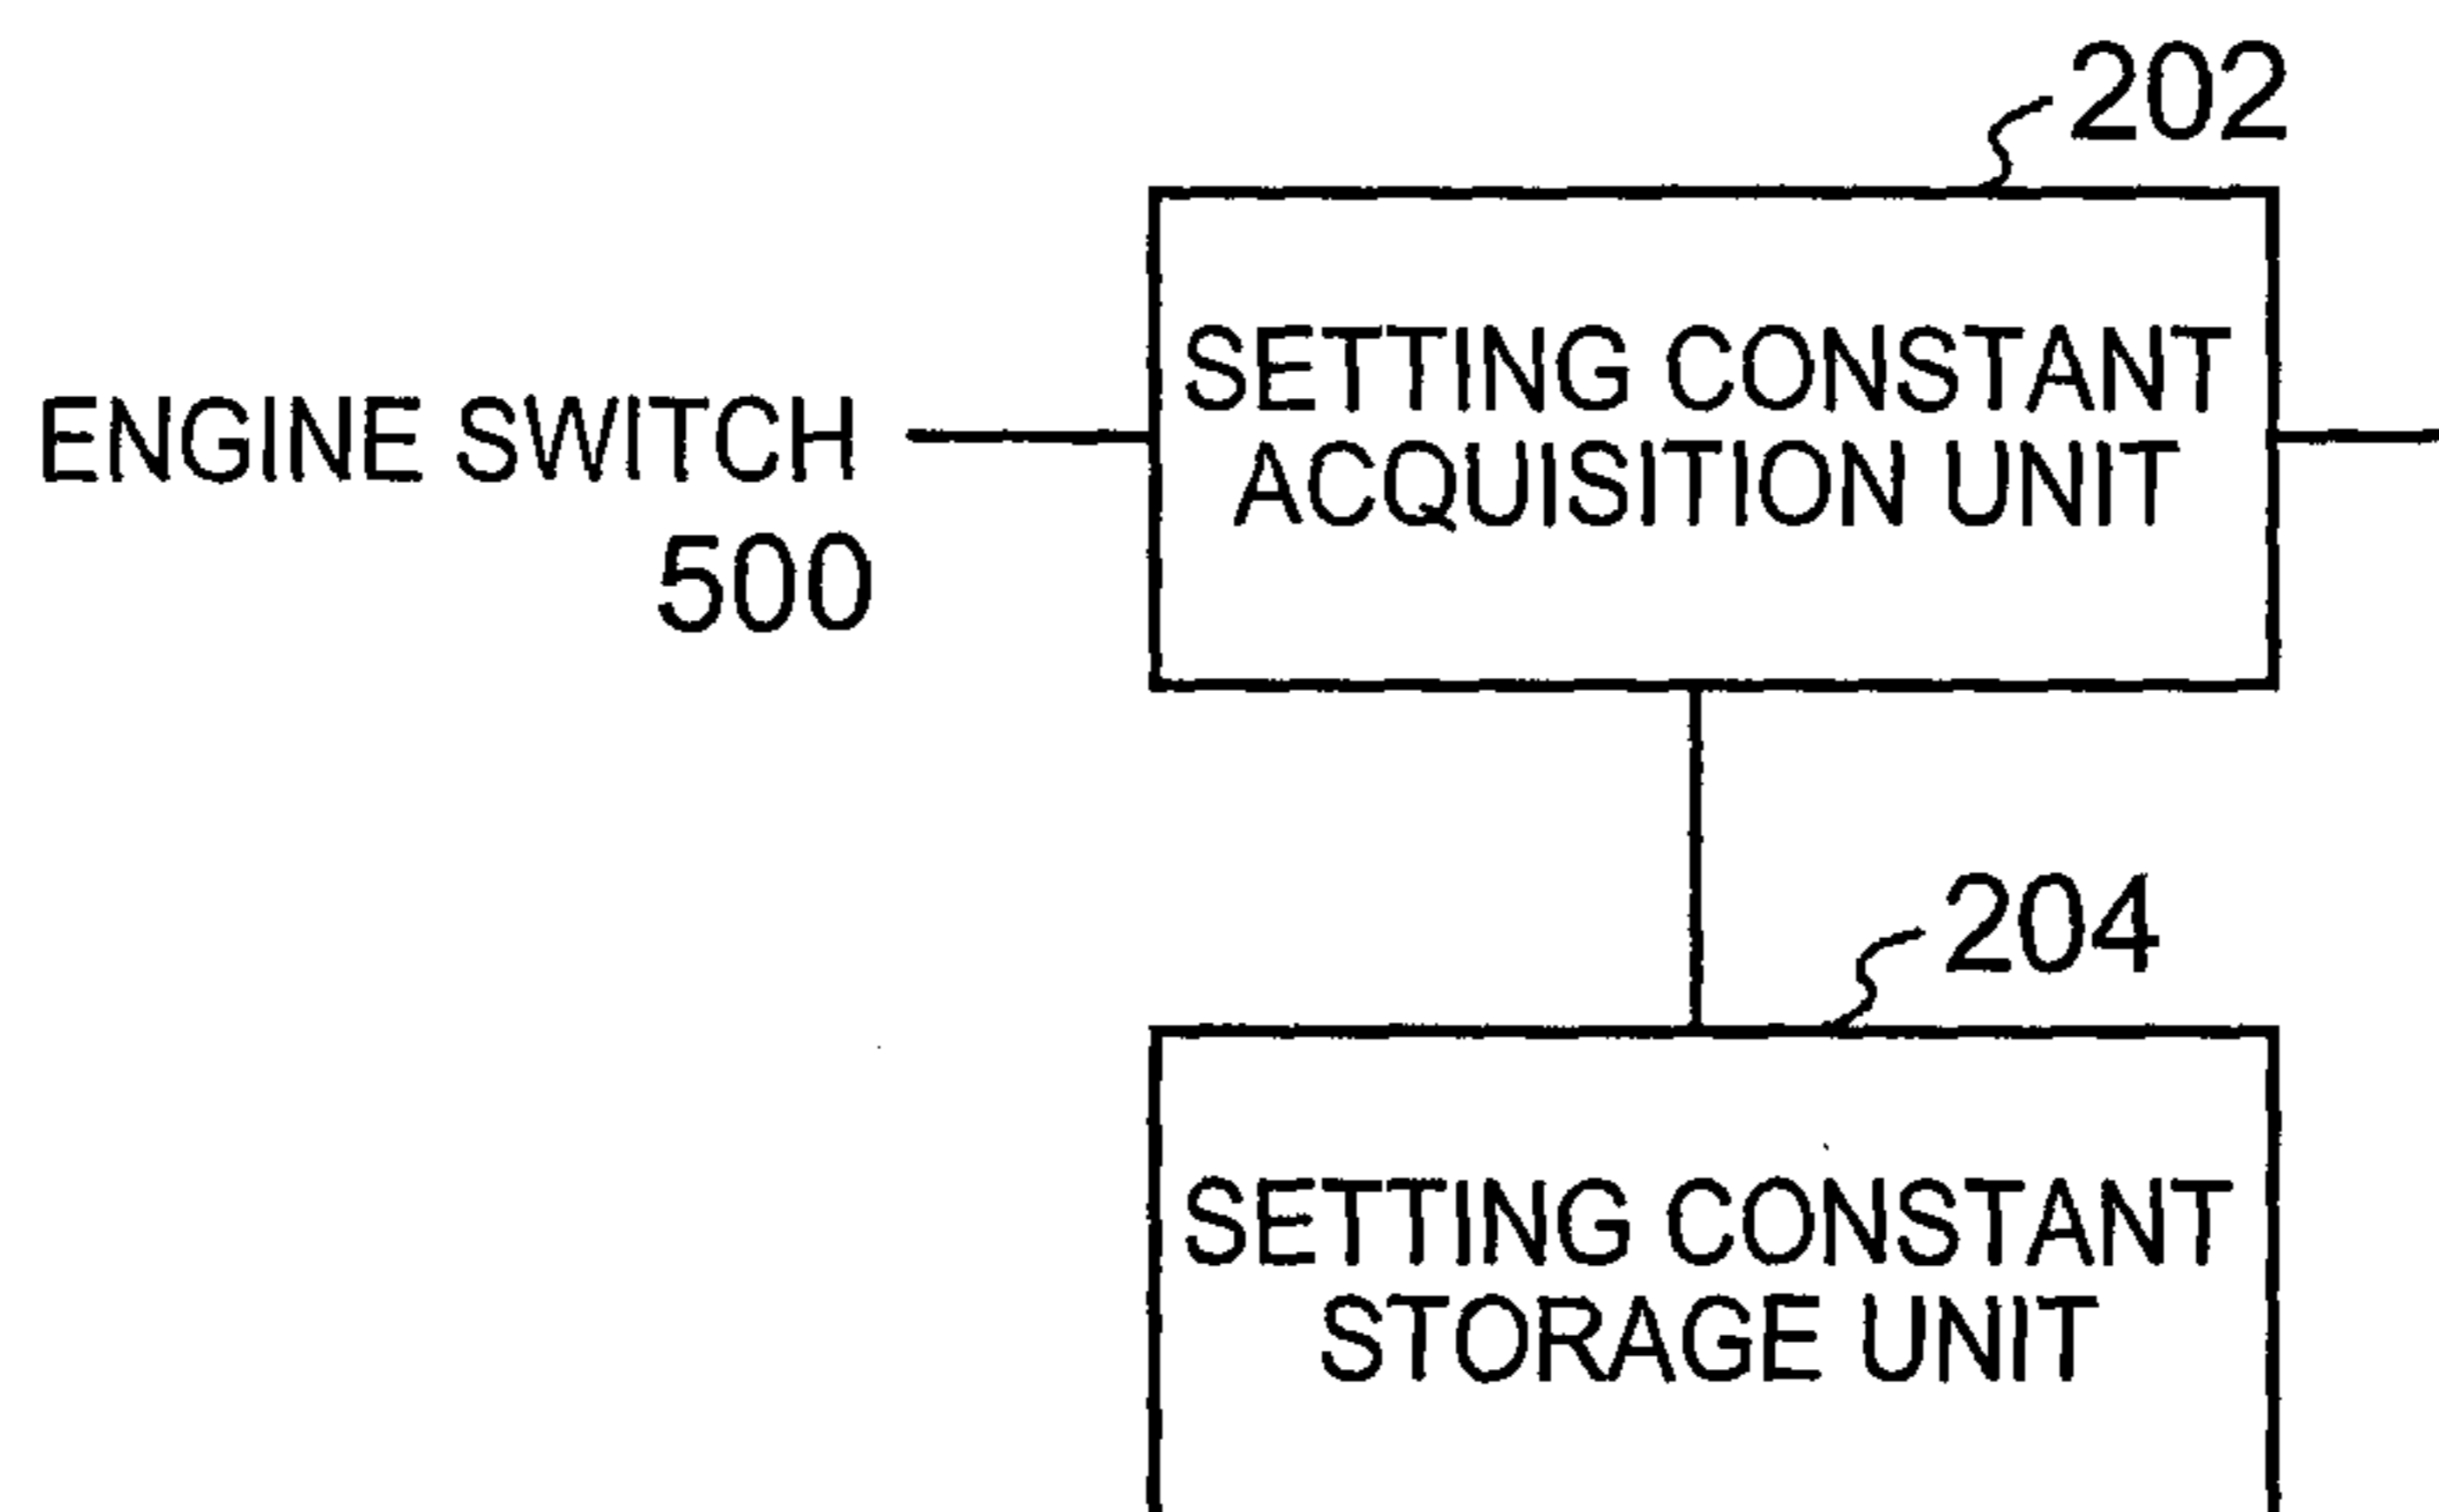 202
SETTING CONSTANT
ACQUISITION UNIT
ENGINE SWITCH
500
204
SETTING CONSTANT
STORAGE UNIT